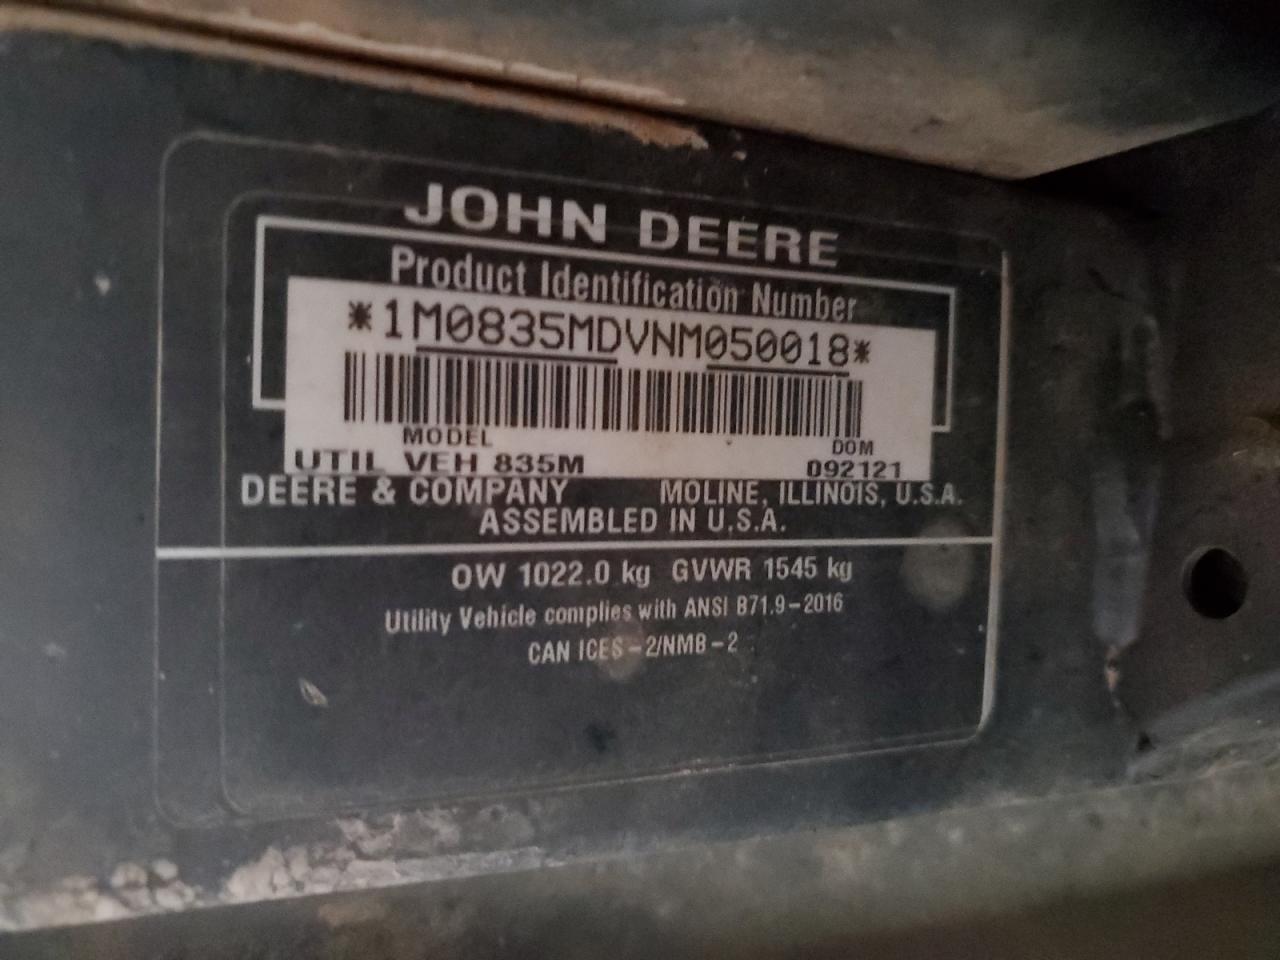 JOHN DEERE
Product Identification Number
*1M0835MDVNM050018*
MODEL DOM
UTIL VEH 835M 092121
DEERE & COMPANY MOLINE, ILLINOIS, U.S.A.
ASSEMBLED IN U.S.A.
OW 1022.0 kg GVWR 1545 kg
Utility Vehicle complies with ANSI B71.9-2016
CAN ICES-2/NMB-2